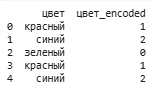 цвет цвет_encoded
0 красный 1
1 синий 2
2 зеленый 0
3 красный 1
4 синий 2